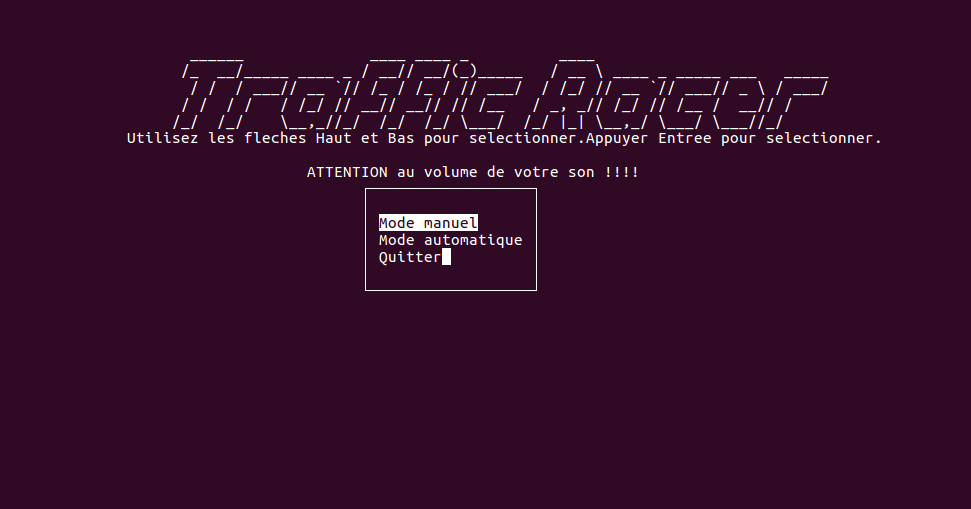 Traffic Racer
Utilisez les fleches Haut et Bas pour selectionner.Appuyer Entree pour selectionner.
ATTENTION au volume de votre son !!!!
Mode manuel
Mode automatique
Quitter